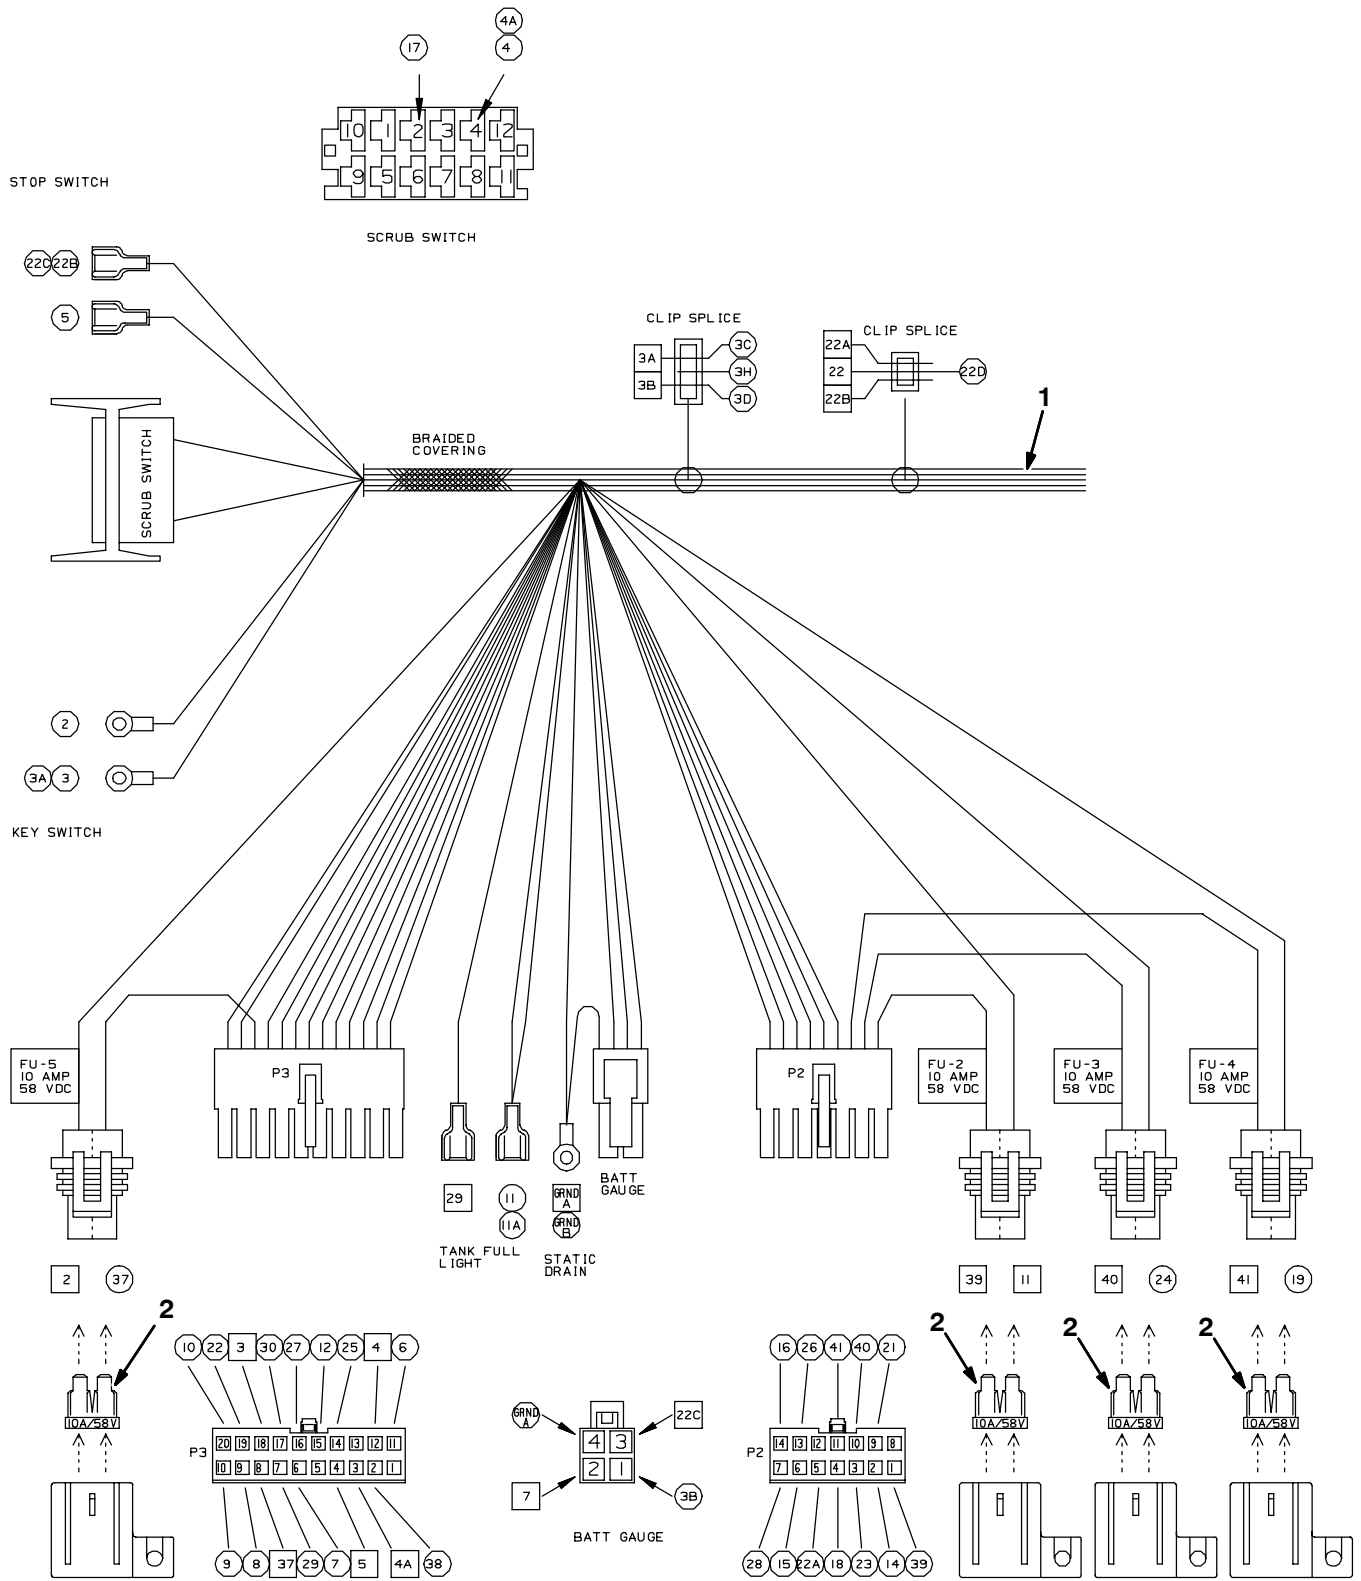 4A
17 4
10 1 2 3 4 12
9 5 6 7 8 11
SCRUB SWITCH
STOP SWITCH
22C 22B
5
SCRUB SWITCH
BRAIDED
COVERING
CLIP SPLICE
3A 3C
3H
3B 3D
CLIP SPLICE
22A
22 22D
22B
1
2
3A 3
KEY SWITCH
FU-5
10 AMP
58 VDC
P3
P2
FU-2
10 AMP
58 VDC
FU-3
10 AMP
58 VDC
FU-4
10 AMP
58 VDC
29
11
11A
TANK FULL
LIGHT
GRND
A
GRND
B
STATIC
DRAIN
BATT
GAUGE
2 37
39 11
40 24
41 19
2
10A/58V
10 22 3 30 27 12 25 4 6
P3
20 19 18 17 16 15 14 13 12 11
10 9 8 7 6 5 4 3 2 1
9 8 37 29 7 5 4A 38
GRND
A
22C
4 3
2 1
7
3B
BATT GAUGE
16 26 41 40 21
P2
14 13 12 11 10 9 8
7 6 5 4 3 2 1
28 15 22A 18 23 14 39
2
10A/58V
2
10A/58V
2
10A/58V